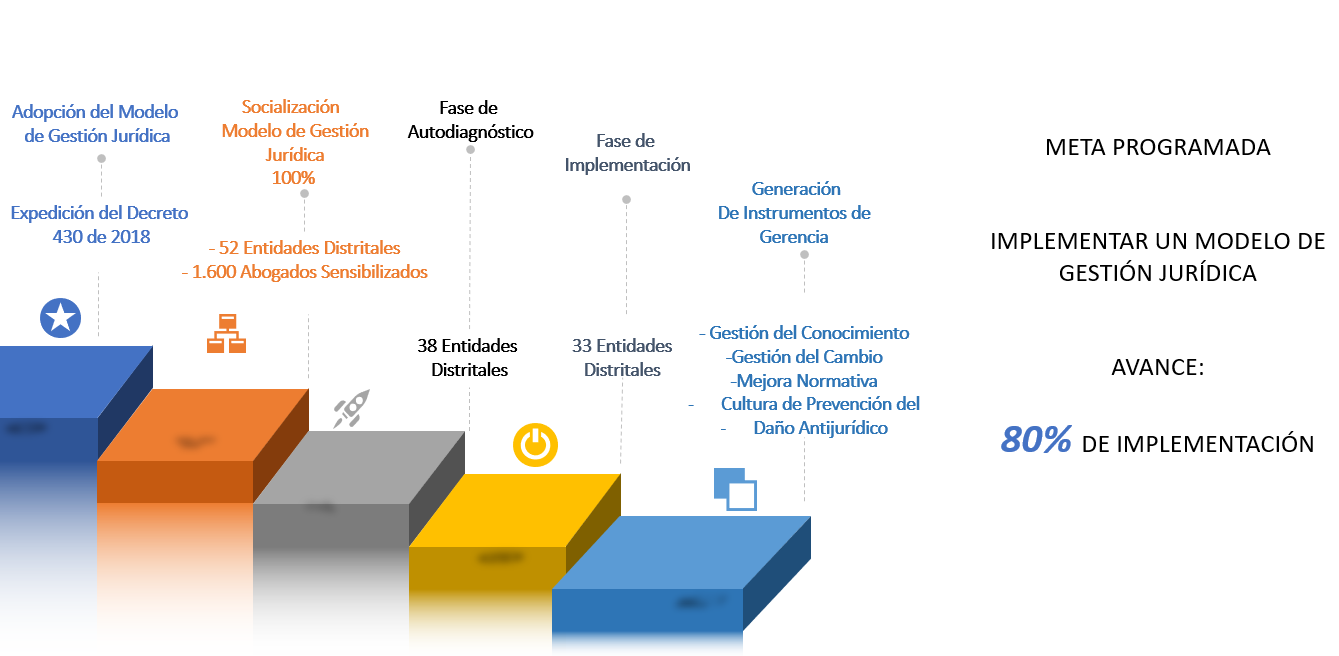 Adopción del Modelo
de Gestión Jurídica
Expedición del Decreto
430 de 2018
Socialización
Modelo de Gestión
Jurídica
100%
- 52 Entidades Distritales
- 1.600 Abogados Sensibilizados
Fase de
Autodiagnóstico
38 Entidades
Distritales
Fase de
Implementación
33 Entidades
Distritales
Generación
De Instrumentos de
Gerencia
- Gestión del Conocimiento
-Gestión del Cambio
-Mejora Normativa
- Cultura de Prevención del
- Daño Antijurídico
META PROGRAMADA
IMPLEMENTAR UN MODELO DE
GESTIÓN JURÍDICA
AVANCE:
80% DE IMPLEMENTACIÓN